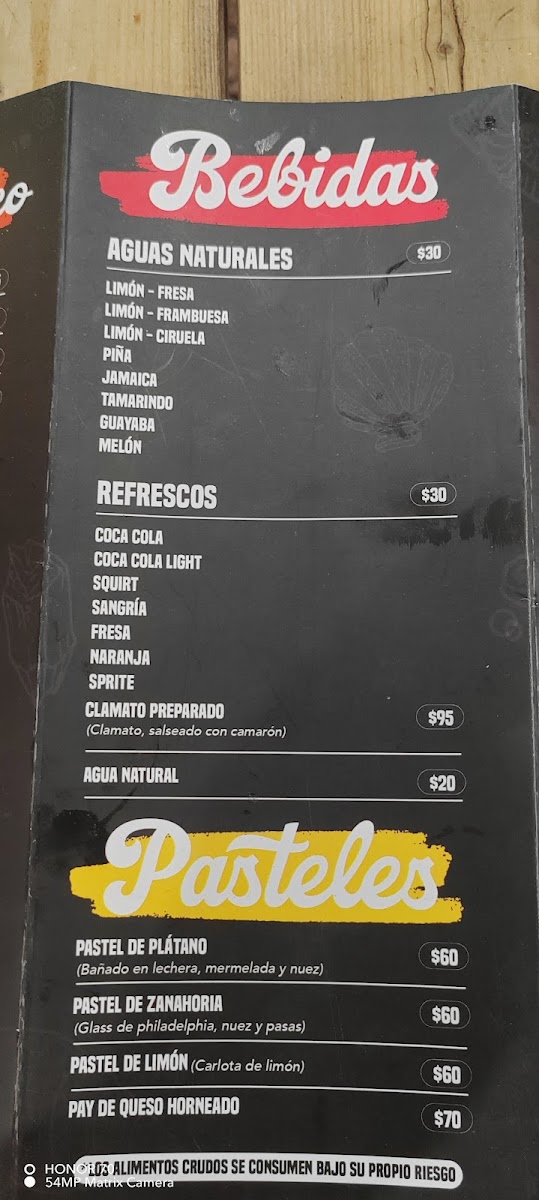 Bebidas
AGUAS NATURALES $30
LIMÓN - FRESA
LIMÓN - FRAMBUESA
LIMÓN - CIRUELA
PIÑA
JAMAICA
TAMARINDO
GUAYABA
MELÓN
REFRESCOS $30
COCA COLA
COCA COLA LIGHT
SQUIRT
SANGRÍA
FRESA
NARANJA
SPRITE
CLAMATO PREPARADO $95
(Clamato, salseado con camarón)
AGUA NATURAL $20
Pasteles
PASTEL DE PLÁTANO $60
(Bañado en lechera, mermelada y nuez)
PASTEL DE ZANAHORIA $60
(Glass de philadelphia, nuez y pasas)
PASTEL DE LIMÓN (Carlota de limón) $60
PAY DE QUESO HORNEADO $70
ALIMENTOS CRUDOS SE CONSUMEN BAJO SU PROPIO RIESGO
HONOR 70
54MP Matrix Camera